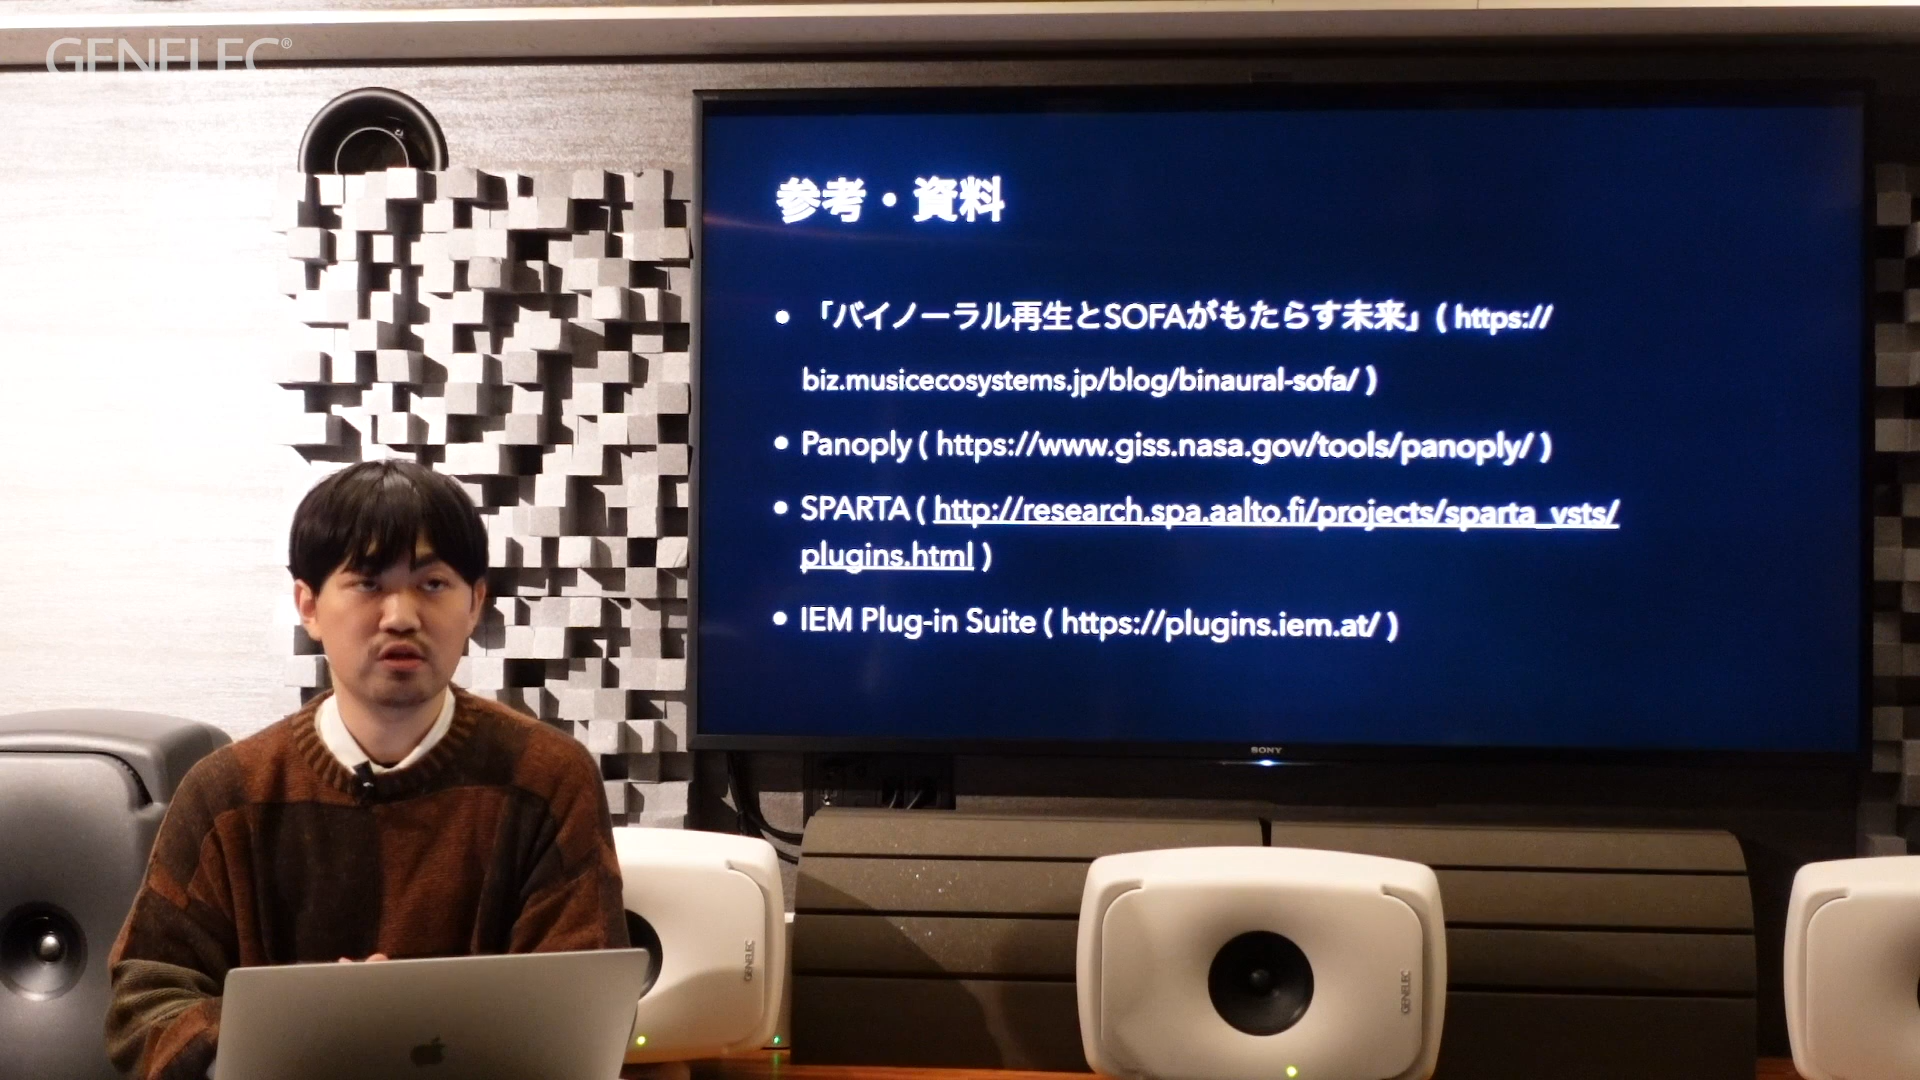 GENELEC®
参考・資料
• 「バイノーラル再生とSOFAがもたらす未来」 ( https://
biz.musicecosystems.jp/blog/binaural-sofa/ )
• Panoply ( https://www.giss.nasa.gov/tools/panoply/ )
• SPARTA ( http://research.spa.aalto.fi/projects/sparta_vsts/
plugins.html )
• IEM Plug-in Suite ( https://plugins.iem.at/ )
SONY
GENELEC
GENELEC